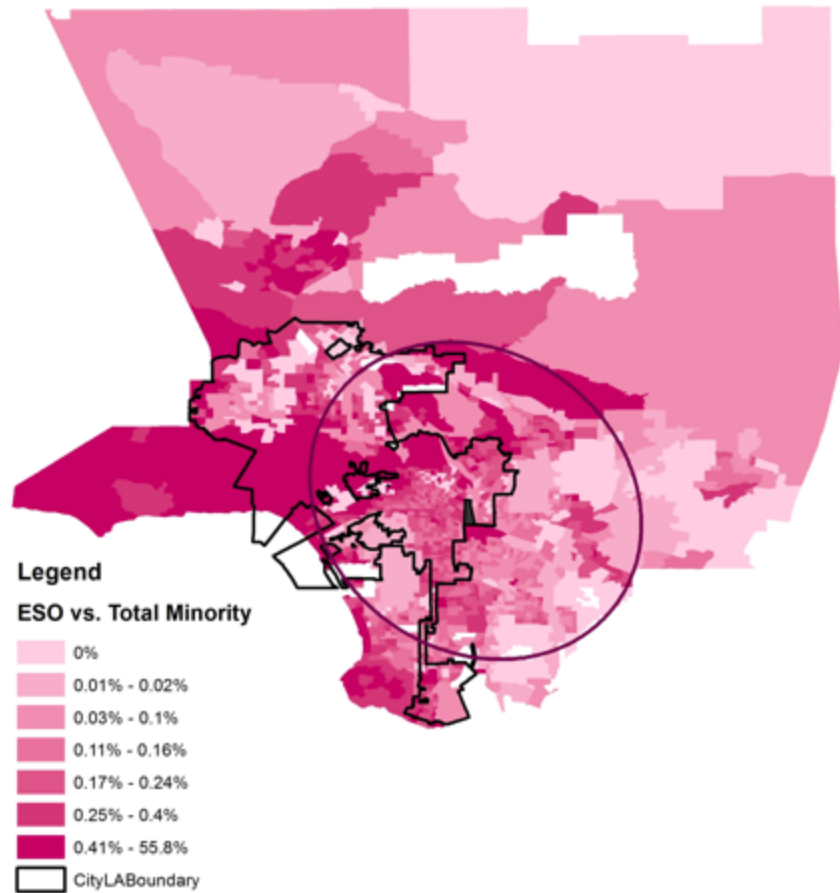 Legend
ESO vs. Total Minority
0%
0.01% - 0.02%
0.03% - 0.1%
0.11% - 0.16%
0.17% - 0.24%
0.25% - 0.4%
0.41% - 55.8%
CityLABoundary